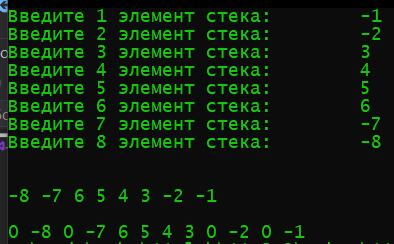 Введите 1 элемент стека: -1
Введите 2 элемент стека: -2
Введите 3 элемент стека: 3
Введите 4 элемент стека: 4
Введите 5 элемент стека: 5
Введите 6 элемент стека: 6
Введите 7 элемент стека: -7
Введите 8 элемент стека: -8
-8 -7 6 5 4 3 -2 -1
0 -8 0 -7 6 5 4 3 0 -2 0 -1